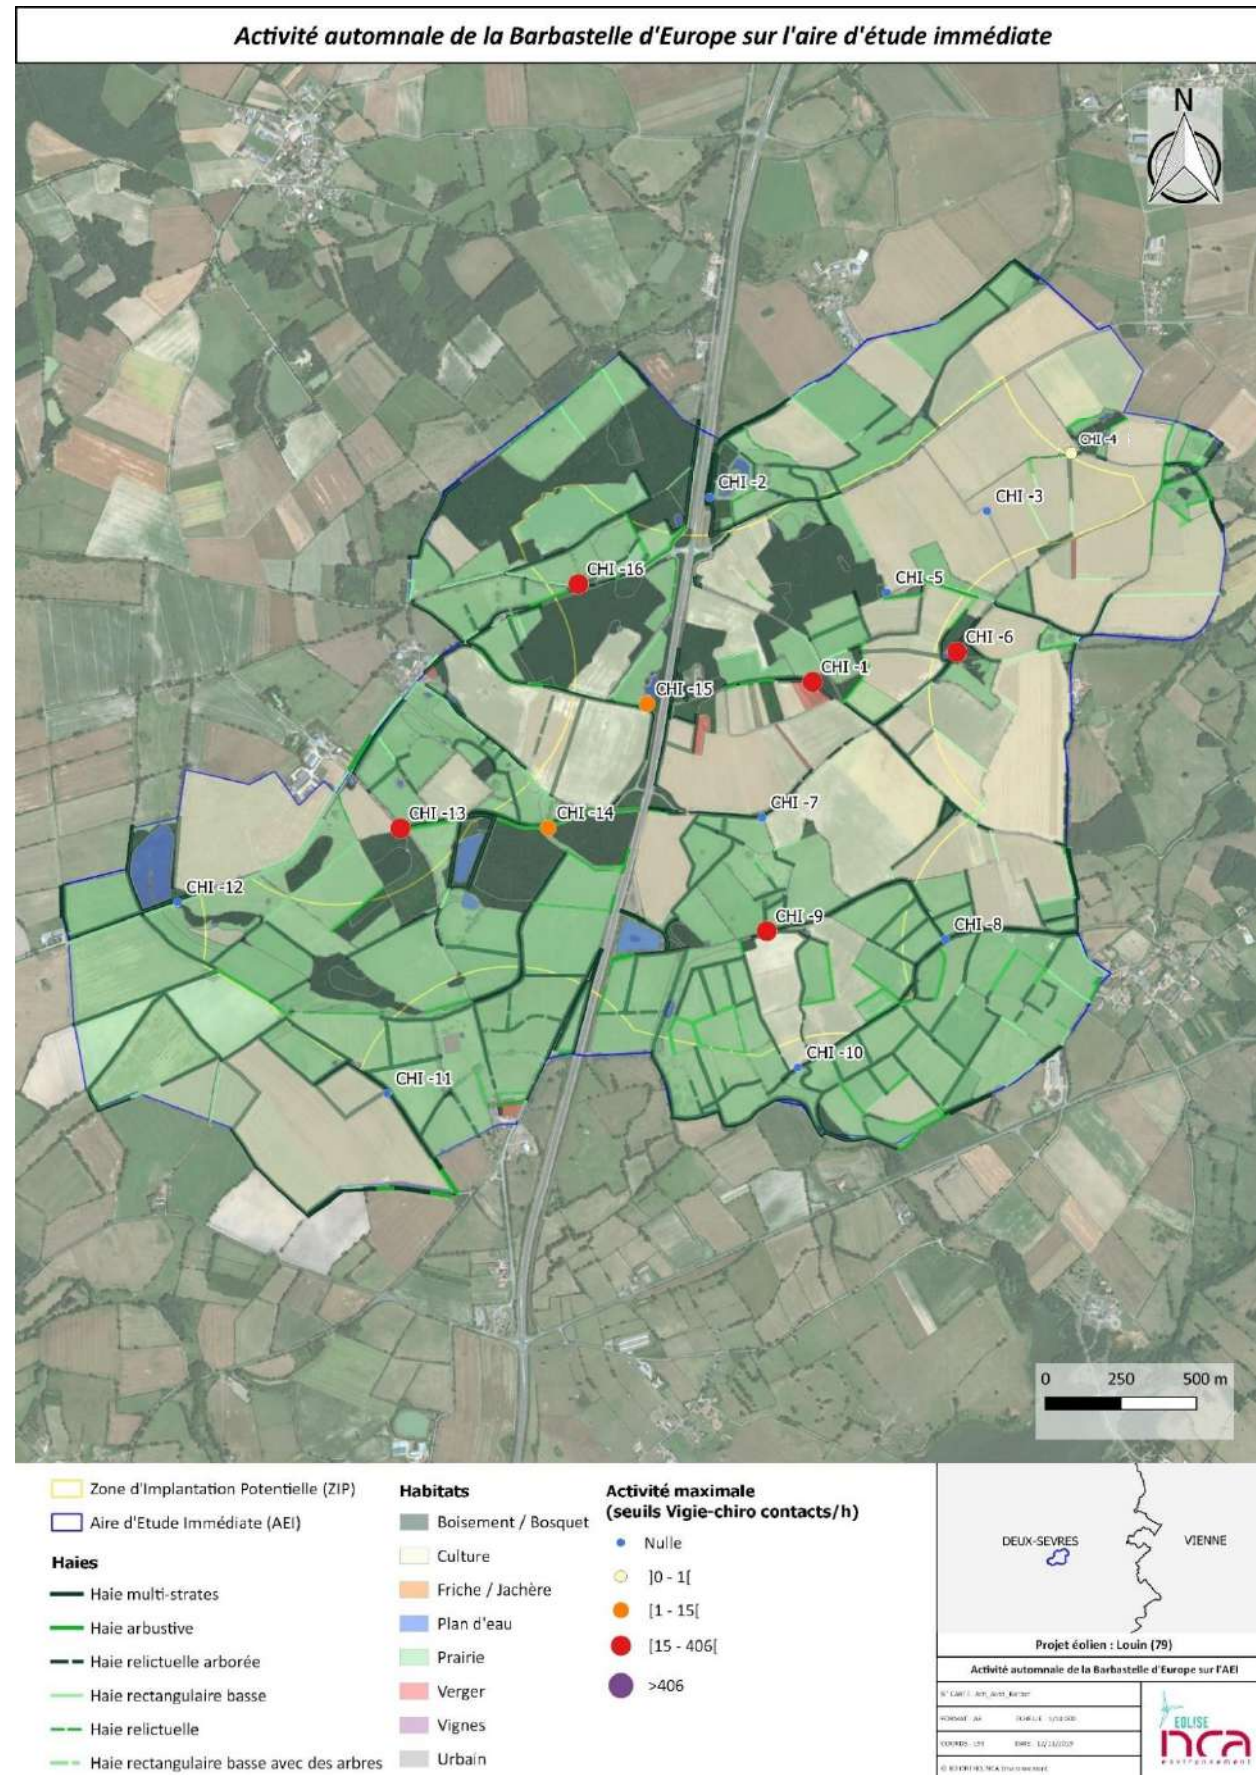 Activité automnale de la Barbastelle d'Europe sur l'aire d'étude immédiate
N
CHI -4
CHI -2
CHI -3
CHI -16
CHI -5
CHI -6
CHI -1
CHI -15
CHI -7
CHI -13
CHI -14
CHI -12
CHI -9
CHI -8
CHI -10
CHI -11
0 250 500 m
Zone d'Implantation Potentielle (ZIP)
Aire d'Etude Immédiate (AEI)
Haies
Haie multi-strates
Haie arbustive
Haie relictuelle arborée
Haie rectangulaire basse
Haie relictuelle
Haie rectangulaire basse avec des arbres
Habitats
Boisement / Bosquet
Culture
Friche / Jachère
Plan d'eau
Prairie
Verger
Vignes
Urbain
Activité maximale
(seuils Vigie-chiro contacts/h)
Nulle
]0 - 1[
[1 - 15[
[15 - 406[
>406
DEUX-SEVRES
VIENNE
Projet éolien : Louin (79)
Activité automnale de la Barbastelle d'Europe sur l'AEI
EOLISE
nca
environnement